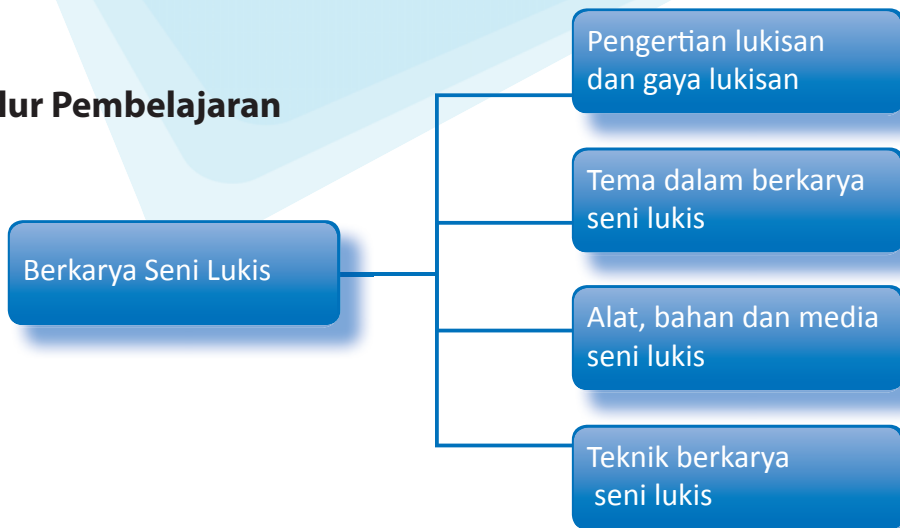 lur Pembelajaran
Berkarya Seni Lukis
Pengertian lukisan
dan gaya lukisan
Tema dalam berkarya
seni lukis
Alat, bahan dan media
seni lukis
Teknik berkarya
seni lukis